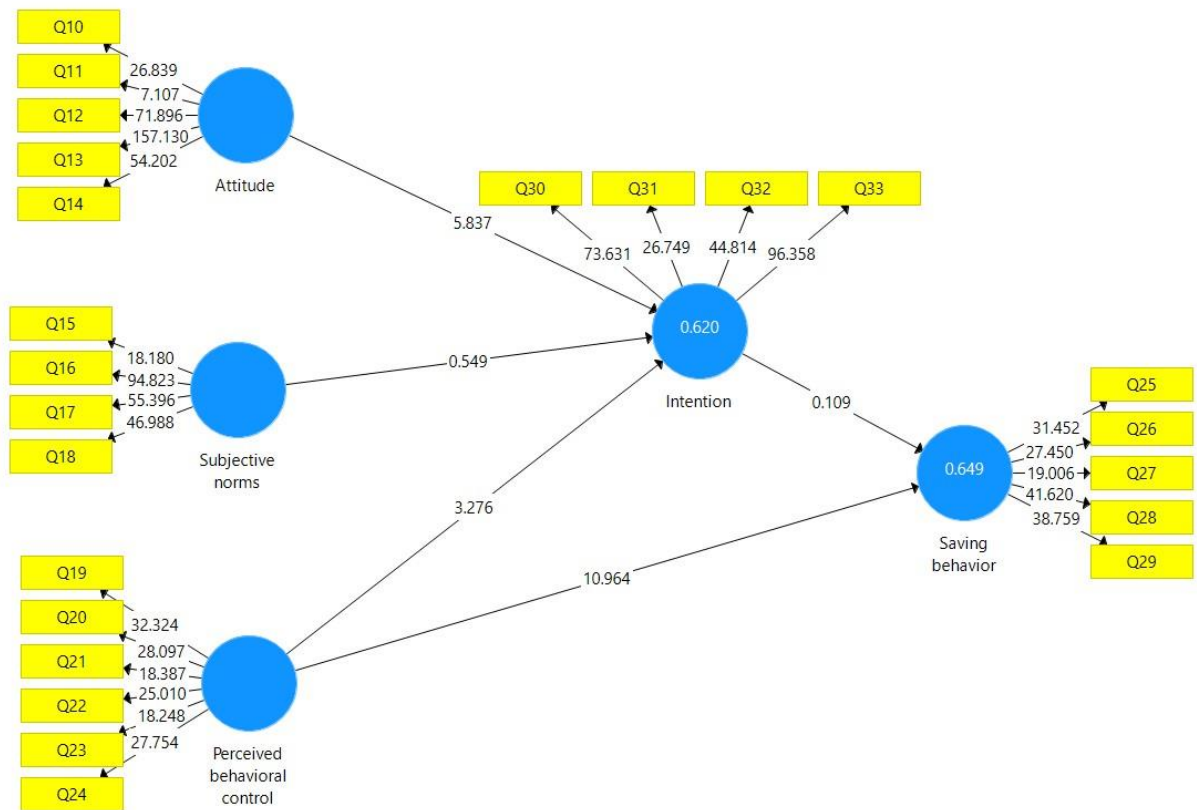 Q10
Q11
Q12
Q13
Q14
26.839
7.107
71.896
157.130
54.202
Attitude
5.837
Q30
Q31
Q32
Q33
73.631
26.749
44.814
96.358
0.620
Intention
Q15
Q16
Q17
Q18
18.180
94.823
55.396
46.988
Subjective
norms
0.549
0.109
3.276
10.964
Q19
Q20
Q21
Q22
Q23
Q24
32.324
28.097
18.387
25.010
18.248
27.754
Perceived
behavioral
control
0.649
Saving
behavior
31.452
27.450
19.006
41.620
38.759
Q25
Q26
Q27
Q28
Q29